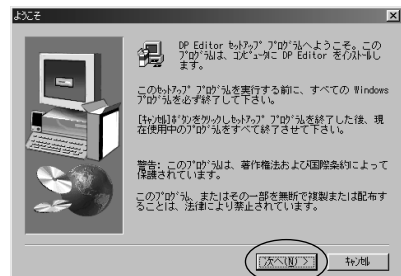 ようこそ
DP Editor ｾｯﾄｱｯﾌﾟ ﾌﾟﾛｸﾞﾗﾑへようこそ。この
ﾌﾟﾛｸﾞﾗﾑは、ｺﾝﾋﾟｭｰﾀに DP Editor をｲﾝｽﾄｰﾙし
ます。
このｾｯﾄｱｯﾌﾟ ﾌﾟﾛｸﾞﾗﾑを実行する前に、すべての Windows
ﾌﾟﾛｸﾞﾗﾑを必ず終了して下さい。
[ｷｬﾝｾﾙ]ﾎﾞﾀﾝをｸﾘｯｸしｾｯﾄｱｯﾌﾟ ﾌﾟﾛｸﾞﾗﾑを終了した後、現
在使用中のﾌﾟﾛｸﾞﾗﾑをすべて終了させて下さい。
警告: このﾌﾟﾛｸﾞﾗﾑは、著作権法および国際条約によって
保護されています。
このﾌﾟﾛｸﾞﾗﾑ、またはその一部を無断で複製または配布す
ることは、法律により禁止されています。
次へ(N) >
ｷｬﾝｾﾙ